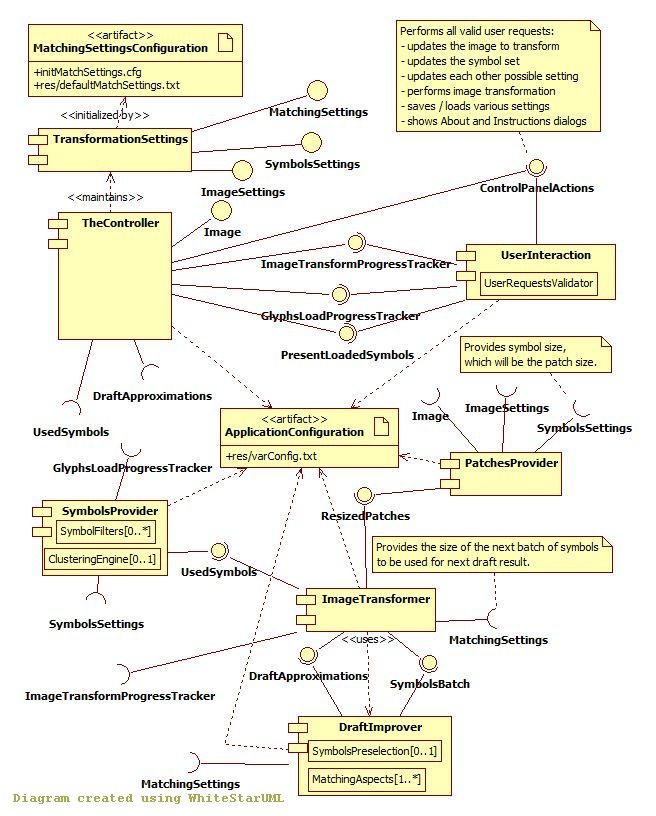 <<artifact>>
MatchingSettingsConfiguration
+initMatchSettings.cfg
+res/defaultMatchSettings.txt
Performs all valid user requests:
- updates the image to transform
- updates the symbol set
- updates each other possible setting
- performs image transformation
- saves / loads various settings
- shows About and Instructions dialogs
<<initialized by>>
MatchingSettings
TransformationSettings
SymbolsSettings
ImageSettings
ControlPanelActions
<<maintains>>
TheController
Image
UserInteraction
UserRequestsValidator
ImageTransformProgressTracker
GlyphsLoadProgressTracker
PresentLoadedSymbols
Provides symbol size,
which will be the patch size.
DraftApproximations
UsedSymbols
<<artifact>>
ApplicationConfiguration
+res/varConfig.txt
Image
ImageSettings
SymbolsSettings
GlyphsLoadProgressTracker
PatchesProvider
SymbolsProvider
SymbolFilters[0..*]
ClusteringEngine[0..1]
ResizedPatches
UsedSymbols
Provides the size of the next batch of symbols
to be used for next draft result.
SymbolsSettings
ImageTransformer
MatchingSettings
<<uses>>
DraftApproximations
SymbolsBatch
ImageTransformProgressTracker
DraftImprover
SymbolsPreselection[0..1]
MatchingAspects[1..*]
MatchingSettings
Diagram created using WhiteStarUML